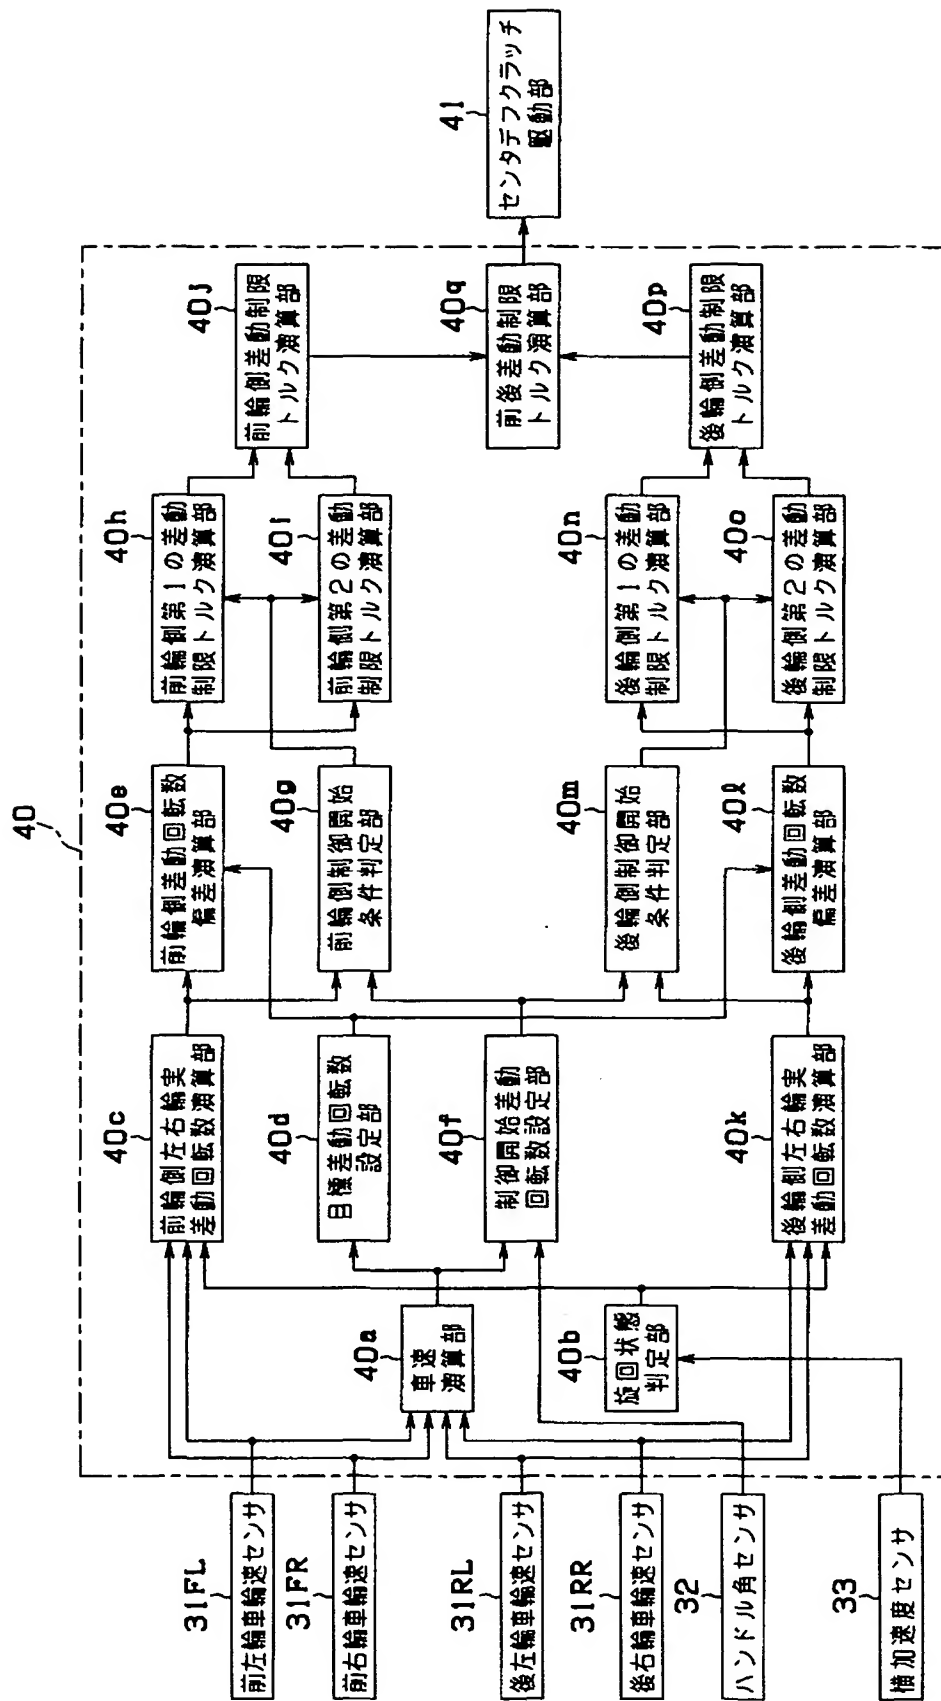 40
31FL
前左輪車輪速センサ
31FR
前右輪車輪速センサ
31RL
後左輪車輪速センサ
31RR
後右輪車輪速センサ
32
ハンドル角センサ
33
横加速度センサ
40a
車速
演算部
40b
旋回状態
判定部
40c
前輪側左右輪実
差動回転数演算部
40d
目標差動回転数
設定部
40f
制御開始差動
回転数設定部
40k
後輪側左右輪実
差動回転数演算部
40e
前輪側差動回転数
偏差演算部
40g
前輪側制御開始
条件判定部
40m
後輪側制御開始
条件判定部
40l
後輪側差動回転数
偏差演算部
40h
前輪側第1の差動
制限トルク演算部
40i
前輪側第2の差動
制限トルク演算部
40n
後輪側第1の差動
制限トルク演算部
40o
後輪側第2の差動
制限トルク演算部
40j
前輪側差動制限
トルク演算部
40q
前後差動制限
トルク演算部
40p
後輪側差動制限
トルク演算部
41
センタデフクラッチ
駆動部